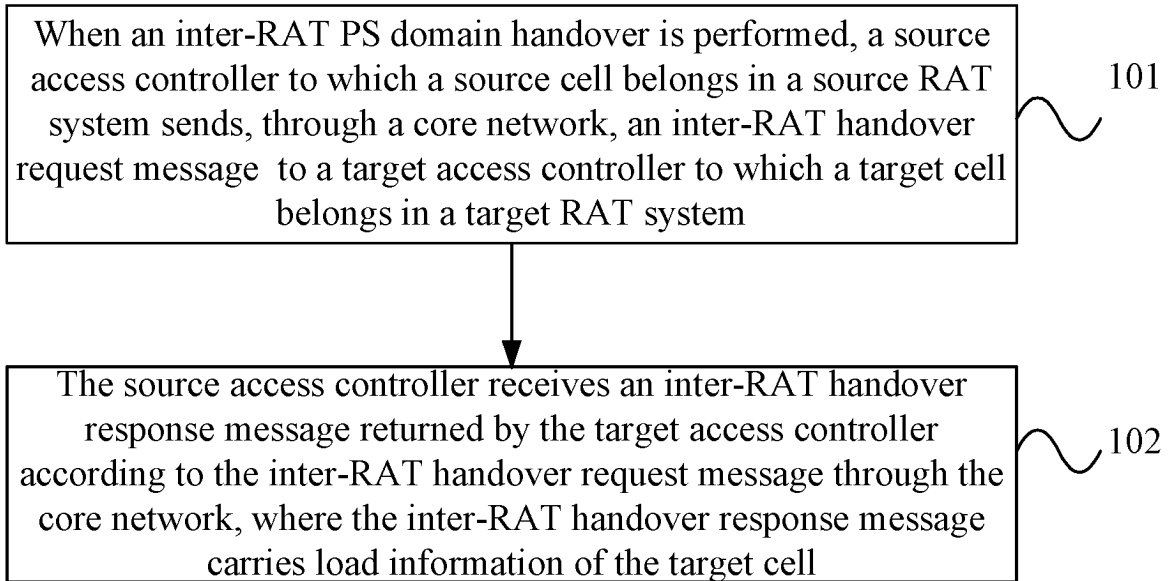 When an inter-RAT PS domain handover is performed, a source
access controller to which a source cell belongs in a source RAT
system sends, through a core network, an inter-RAT handover
request message to a target access controller to which a target cell
belongs in a target RAT system
101
The source access controller receives an inter-RAT handover
response message returned by the target access controller
according to the inter-RAT handover request message through the
core network, where the inter-RAT handover response message
carries load information of the target cell
102